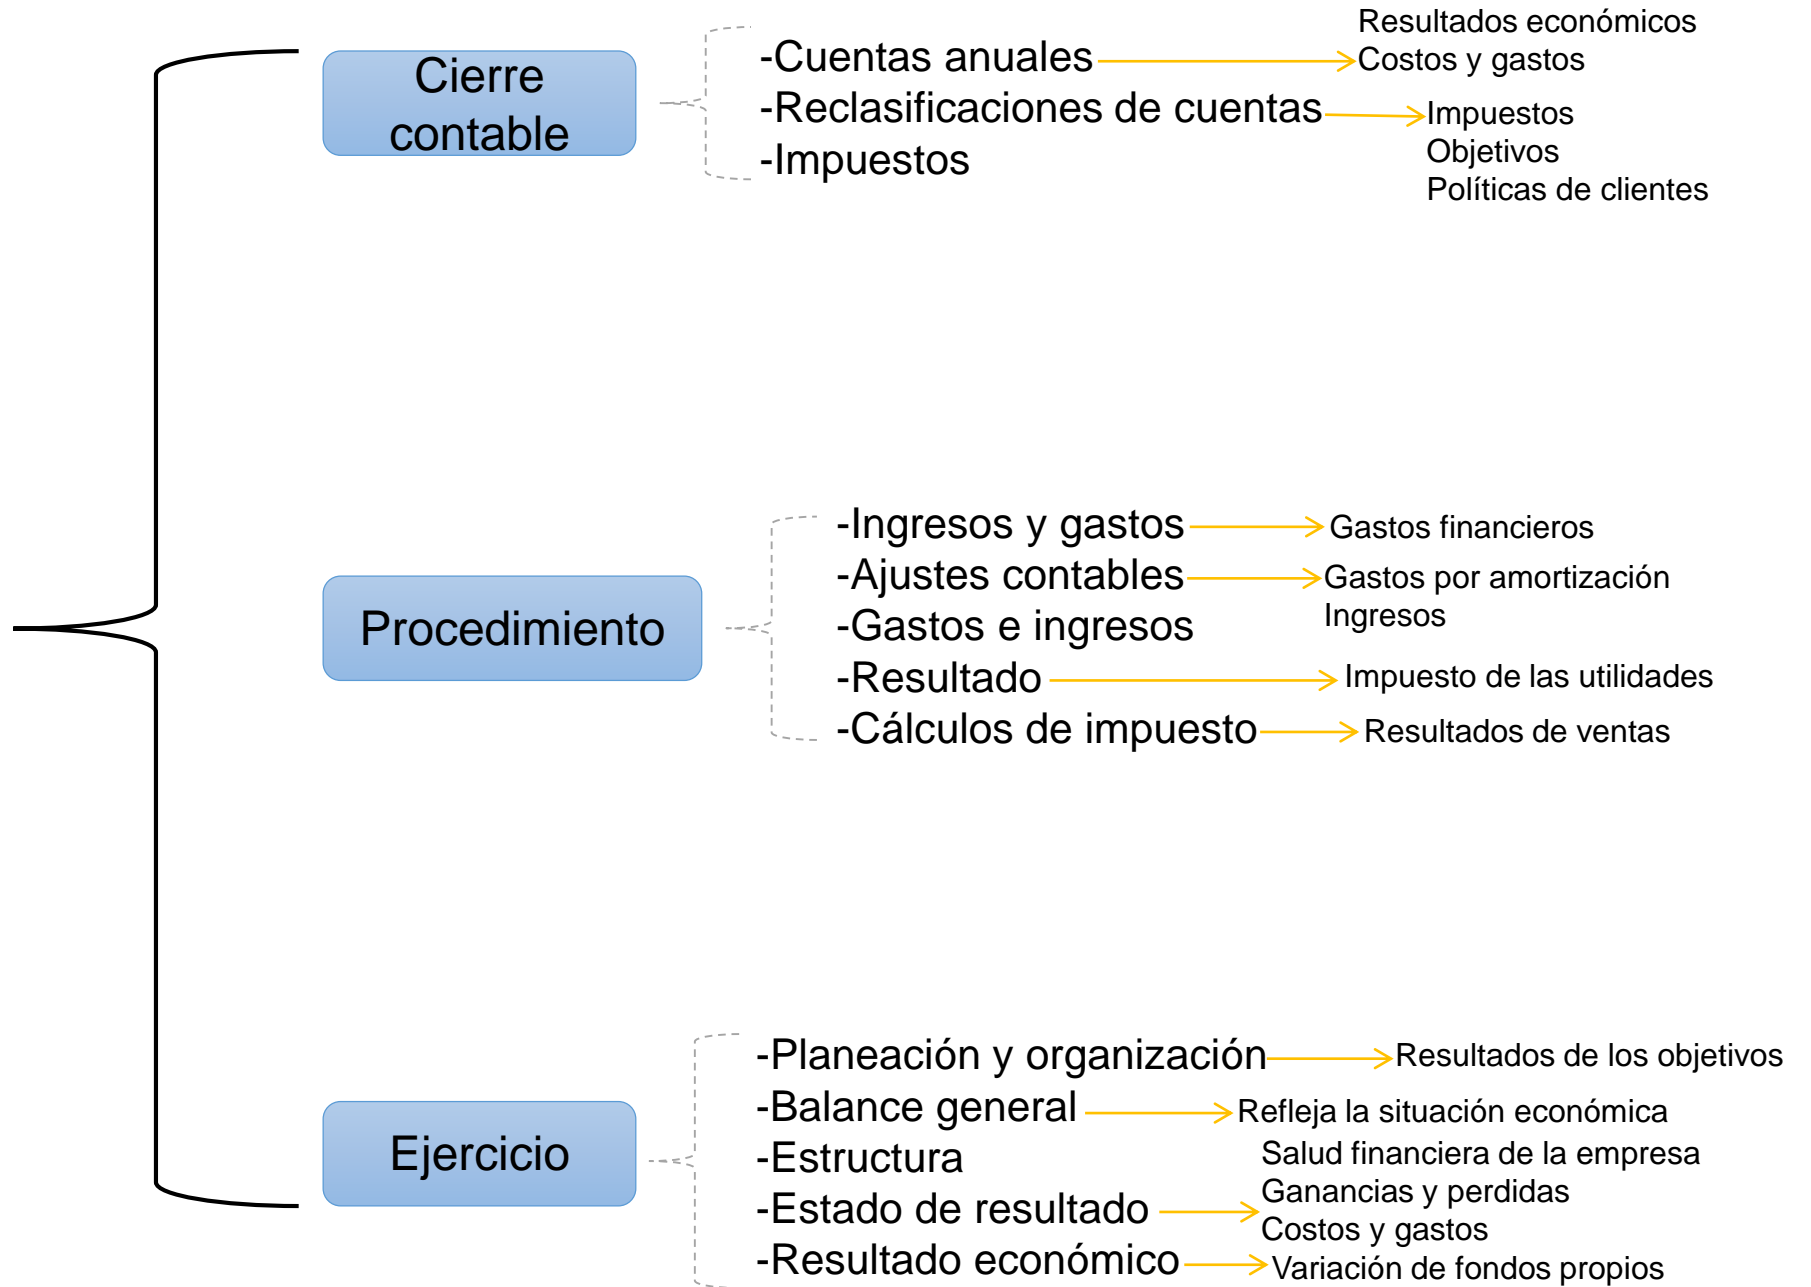 Cierre
contable
-Cuentas anuales
Resultados económicos
Costos y gastos
-Reclasificaciones de cuentas
Impuestos
Objetivos
Políticas de clientes
-Impuestos
Procedimiento
-Ingresos y gastos
Gastos financieros
-Ajustes contables
Gastos por amortización
Ingresos
-Gastos e ingresos
-Resultado
Impuesto de las utilidades
-Cálculos de impuesto
Resultados de ventas
Ejercicio
-Planeación y organización
Resultados de los objetivos
-Balance general
Refleja la situación económica
-Estructura
-Estado de resultado
Salud financiera de la empresa
Ganancias y perdidas
Costos y gastos
-Resultado económico
Variación de fondos propios